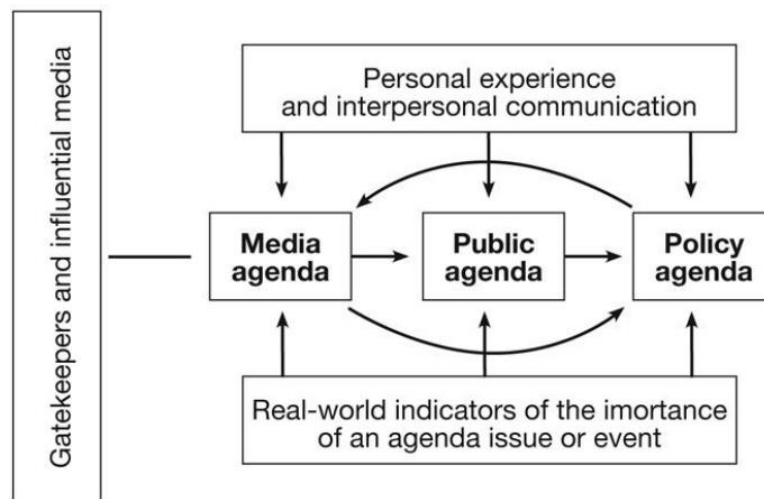 Gatekeepers and influential media
Personal experience
and interpersonal communication
Media
agenda
Public
agenda
Policy
agenda
Real-world indicators of the imortance
of an agenda issue or event